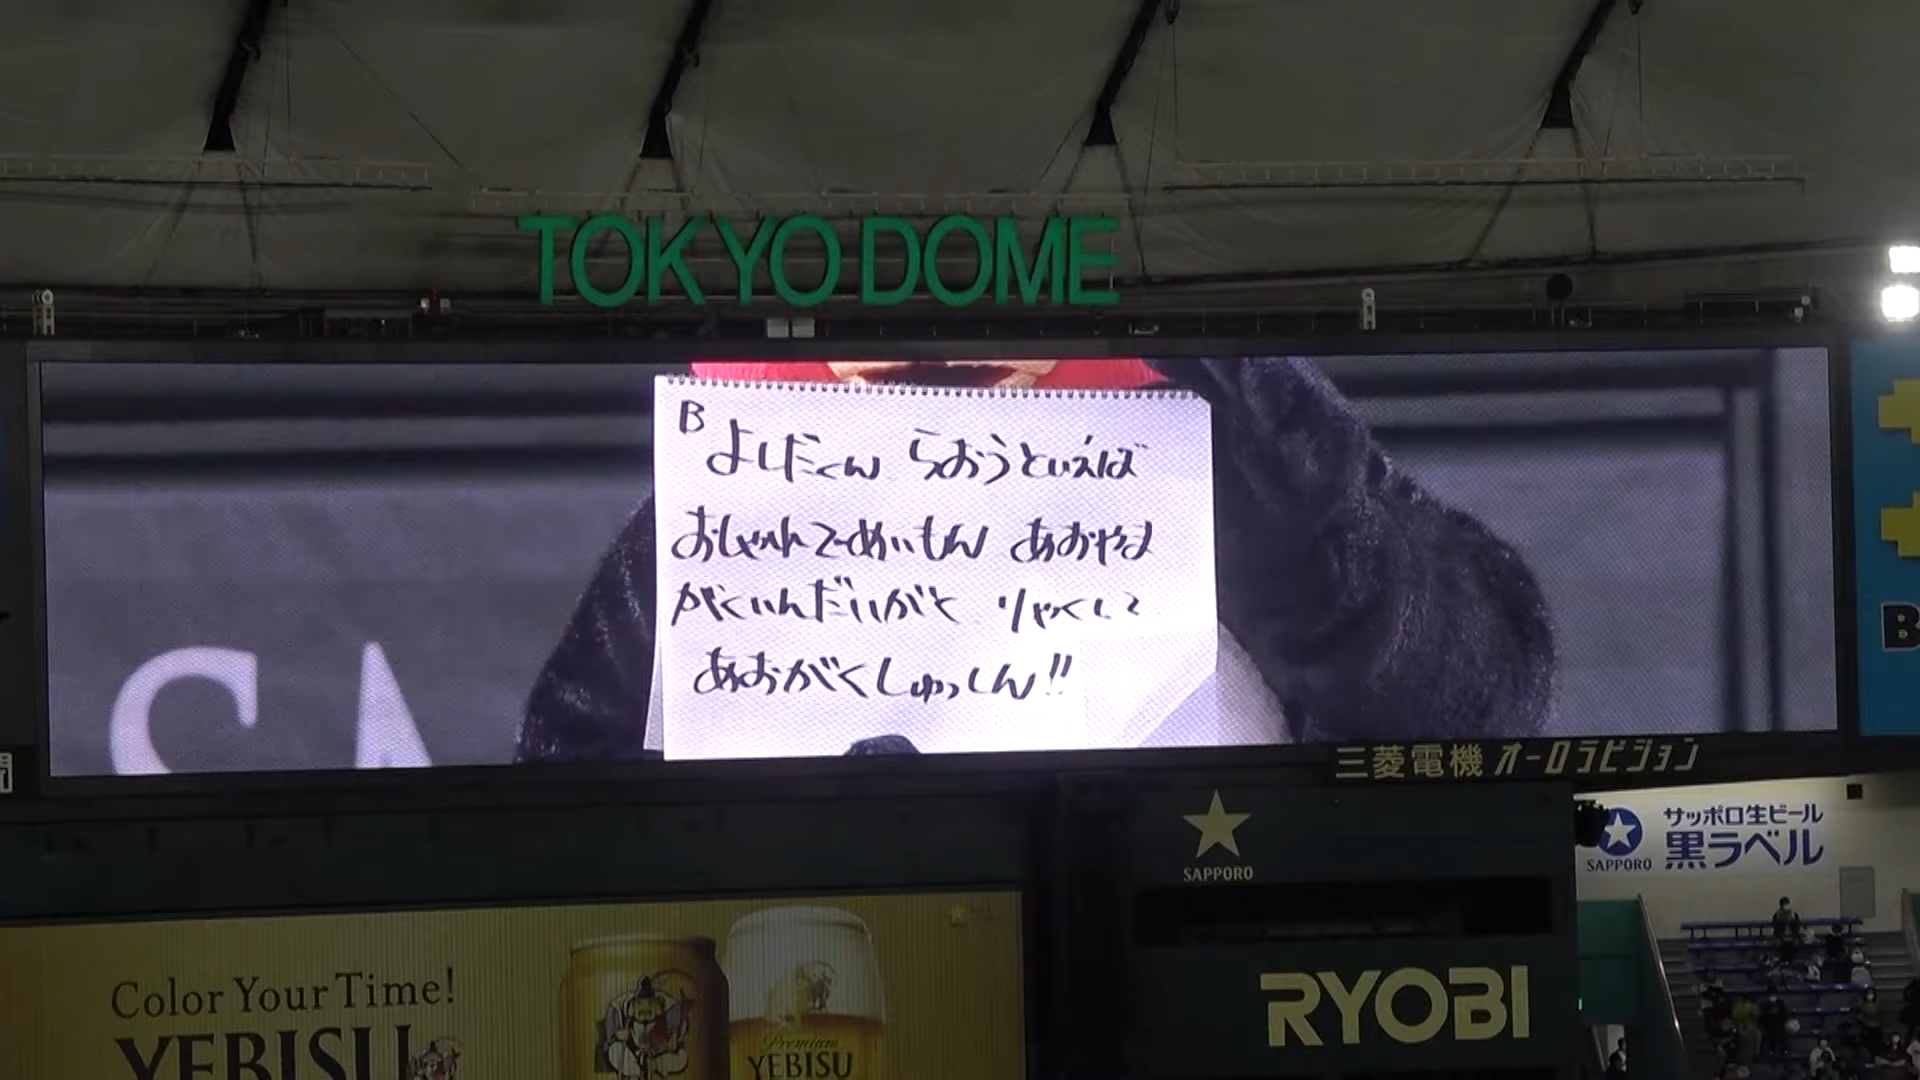 TOKYO DOME
B
よしだくん らおうといえば
おしゃれでめいもん あおやま
がくいんだいがく りゃくして
あおがくしゅっしん!!
SA
三菱電機 オーロラビジョン
SAPPORO
サッポロ生ビール
黒ラベル
SAPPORO
B
Color Your Time!
YEBISU
Premium
YEBISU
RYOBI